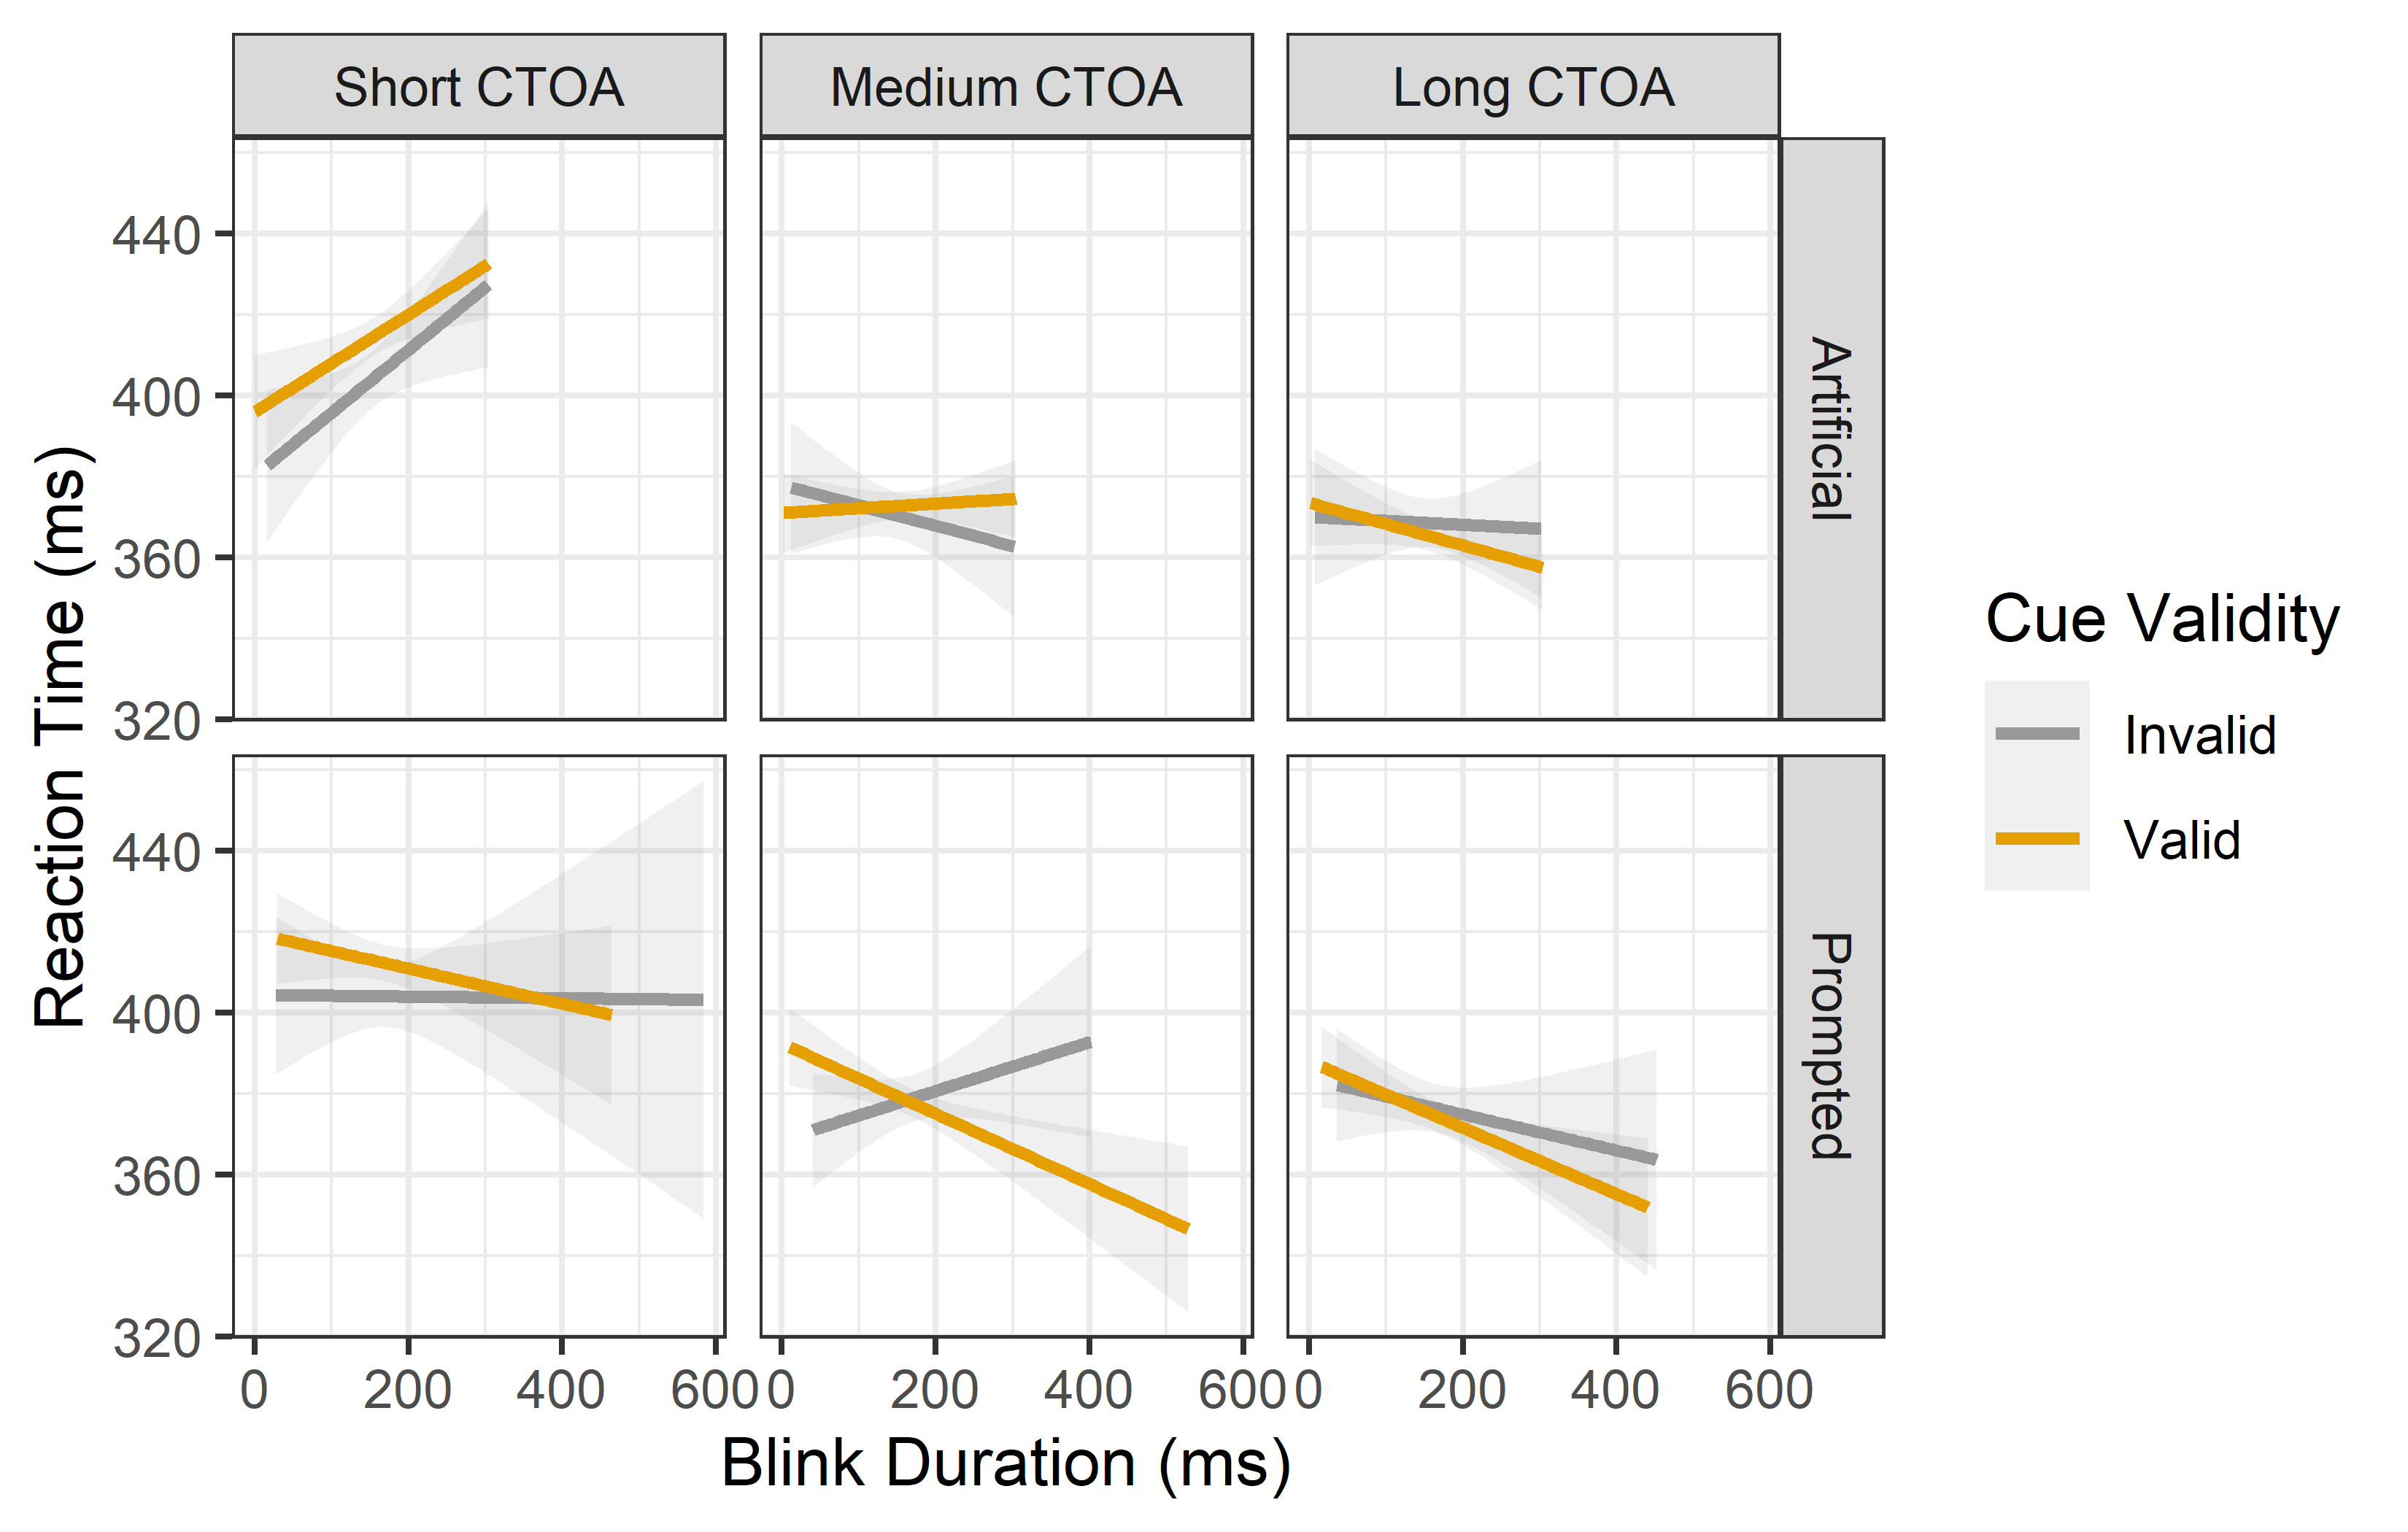 Short CTOA
Medium CTOA
Long CTOA
Reaction Time (ms)
440
400
360
320
Artificial
440
400
360
320
Prompted
0 200 400 600
0 200 400 600
0 200 400 600
Blink Duration (ms)
Cue Validity
Invalid
Valid